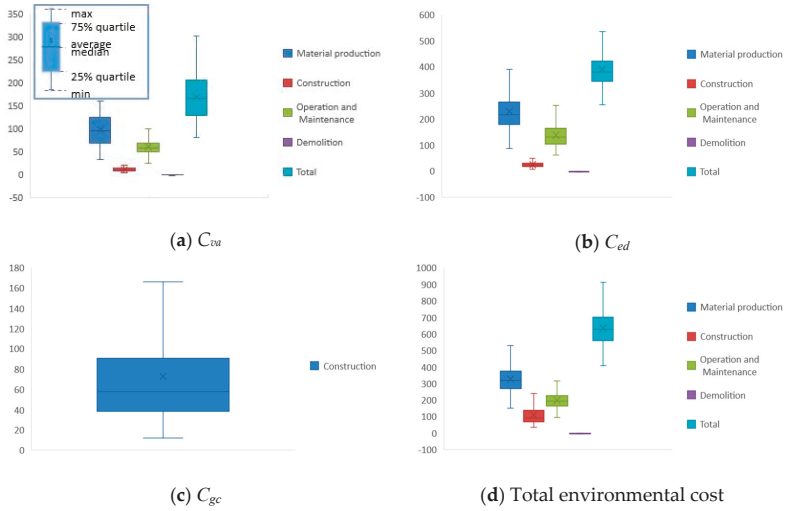 350
300
250
200
150
100
50
0
-50
max
75% quartile
average
median
25% quartile
min
Material production
Construction
Operation and
Maintenance
Demolition
Total
(a) Cva
600
500
400
300
200
100
0
-100
Material production
Construction
Operation and
Maintenance
Demolition
Total
(b) Ced
180
160
140
120
100
80
60
40
20
0
Construction
(c) Cgc
1000
900
800
700
600
500
400
300
200
100
0
-100
Material production
Construction
Operation and
Maintenance
Demolition
Total
(d) Total environmental cost